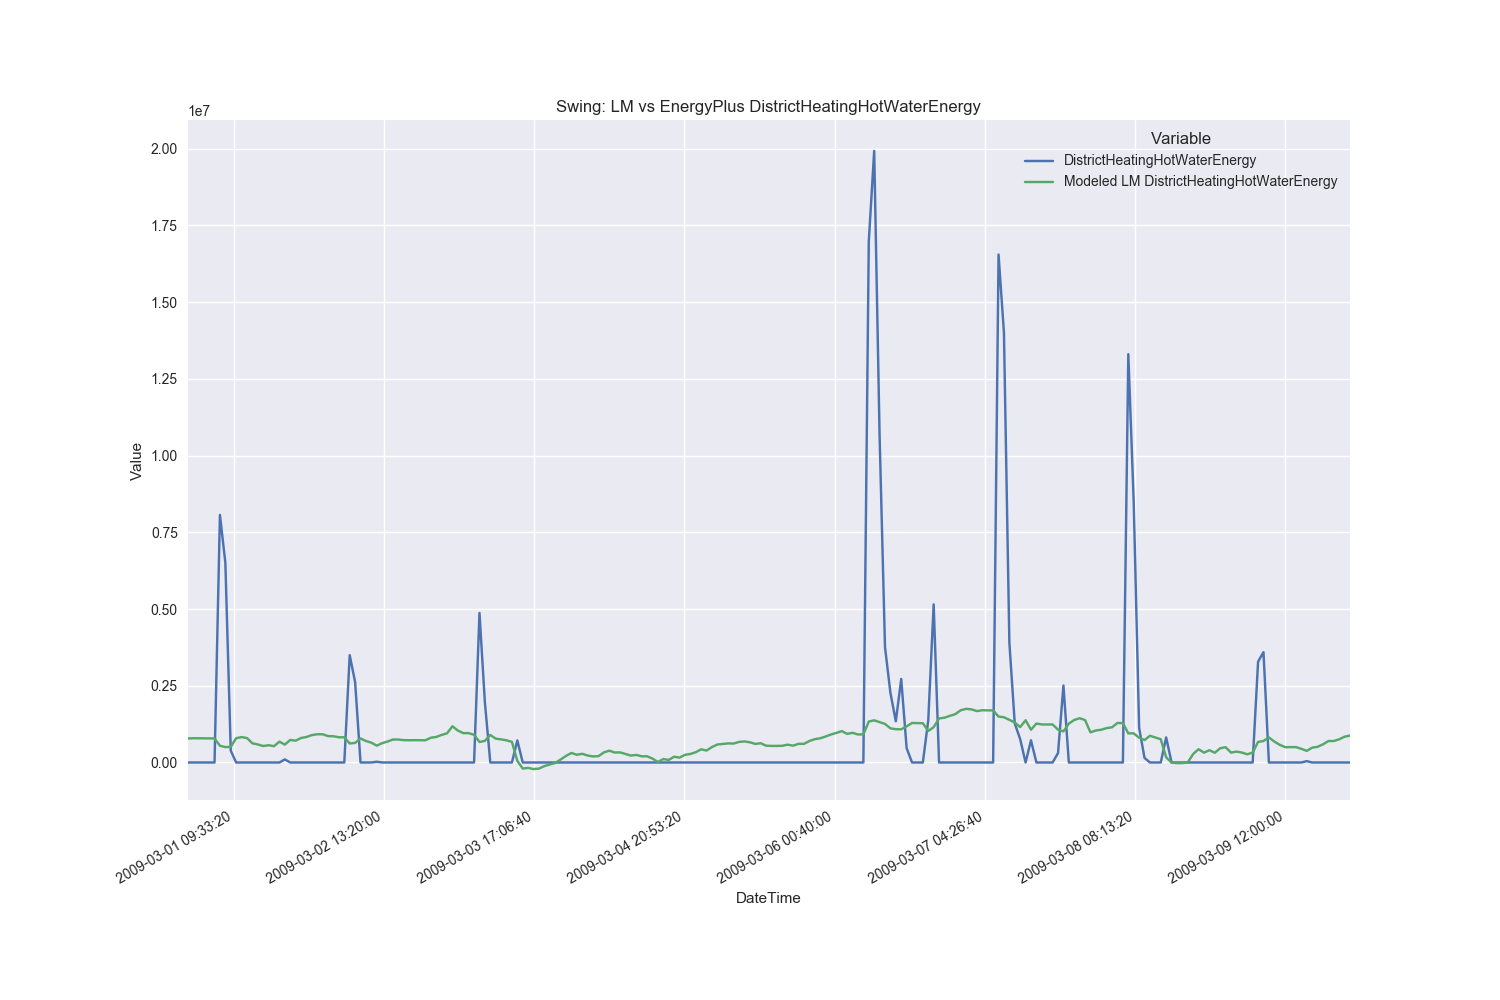 Swing: LM vs EnergyPlus DistrictHeatingHotWaterEnergy
1e7
Variable
DistrictHeatingHotWaterEnergy
Modeled LM DistrictHeatingHotWaterEnergy
2.00
1.75
1.50
1.25
1.00
0.75
0.50
0.25
0.00
Value
2009-03-01 09:33:20
2009-03-02 13:20:00
2009-03-03 17:06:40
2009-03-04 20:53:20
2009-03-06 00:40:00
2009-03-07 04:26:40
2009-03-08 08:13:20
2009-03-09 12:00:00
DateTime